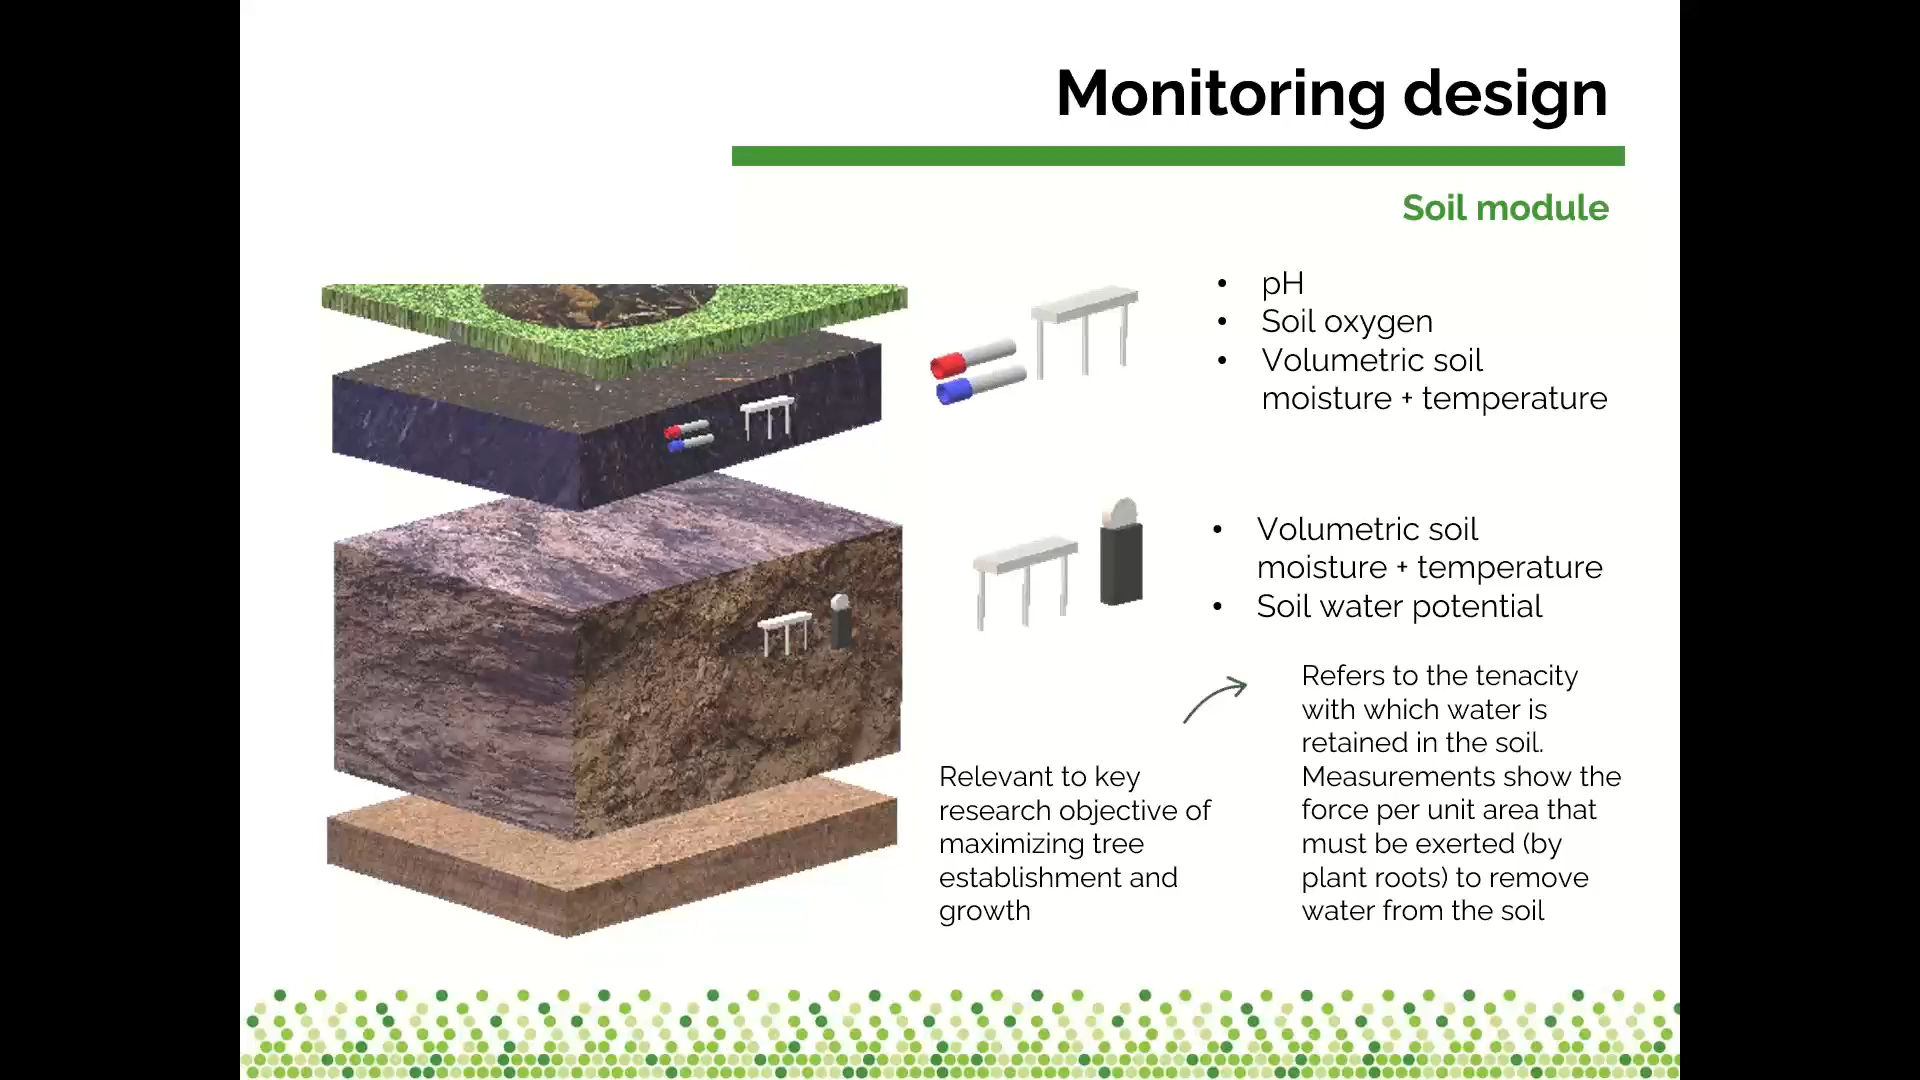 Monitoring design
Soil module
• pH
• Soil oxygen
• Volumetric soil
moisture + temperature
• Volumetric soil
moisture + temperature
• Soil water potential
Refers to the tenacity
with which water is
retained in the soil.
Measurements show the
force per unit area that
must be exerted (by
plant roots) to remove
water from the soil
Relevant to key
research objective of
maximizing tree
establishment and
growth